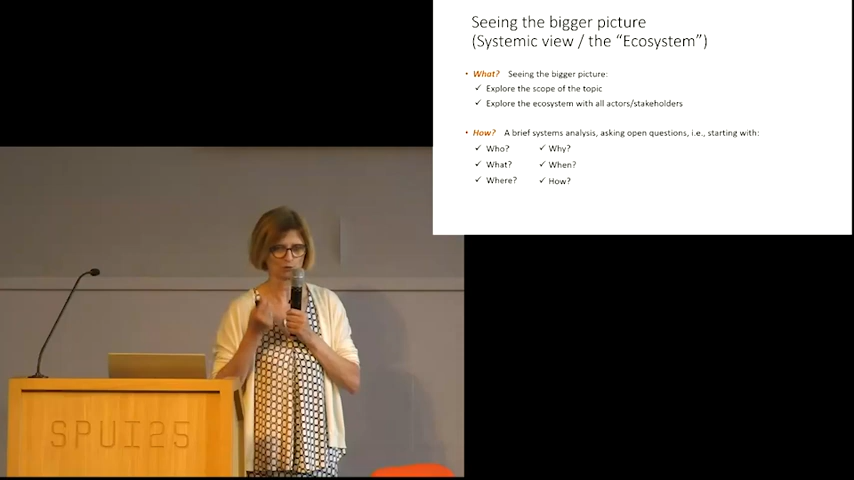 Seeing the bigger picture
(Systemic view / the “Ecosystem”)
• What? Seeing the bigger picture:
✓ Explore the scope of the topic
✓ Explore the ecosystem with all actors/stakeholders
• How? A brief systems analysis, asking open questions, i.e., starting with:
✓ Who? ✓ Why?
✓ What? ✓ When?
✓ Where? ✓ How?
SPUI25